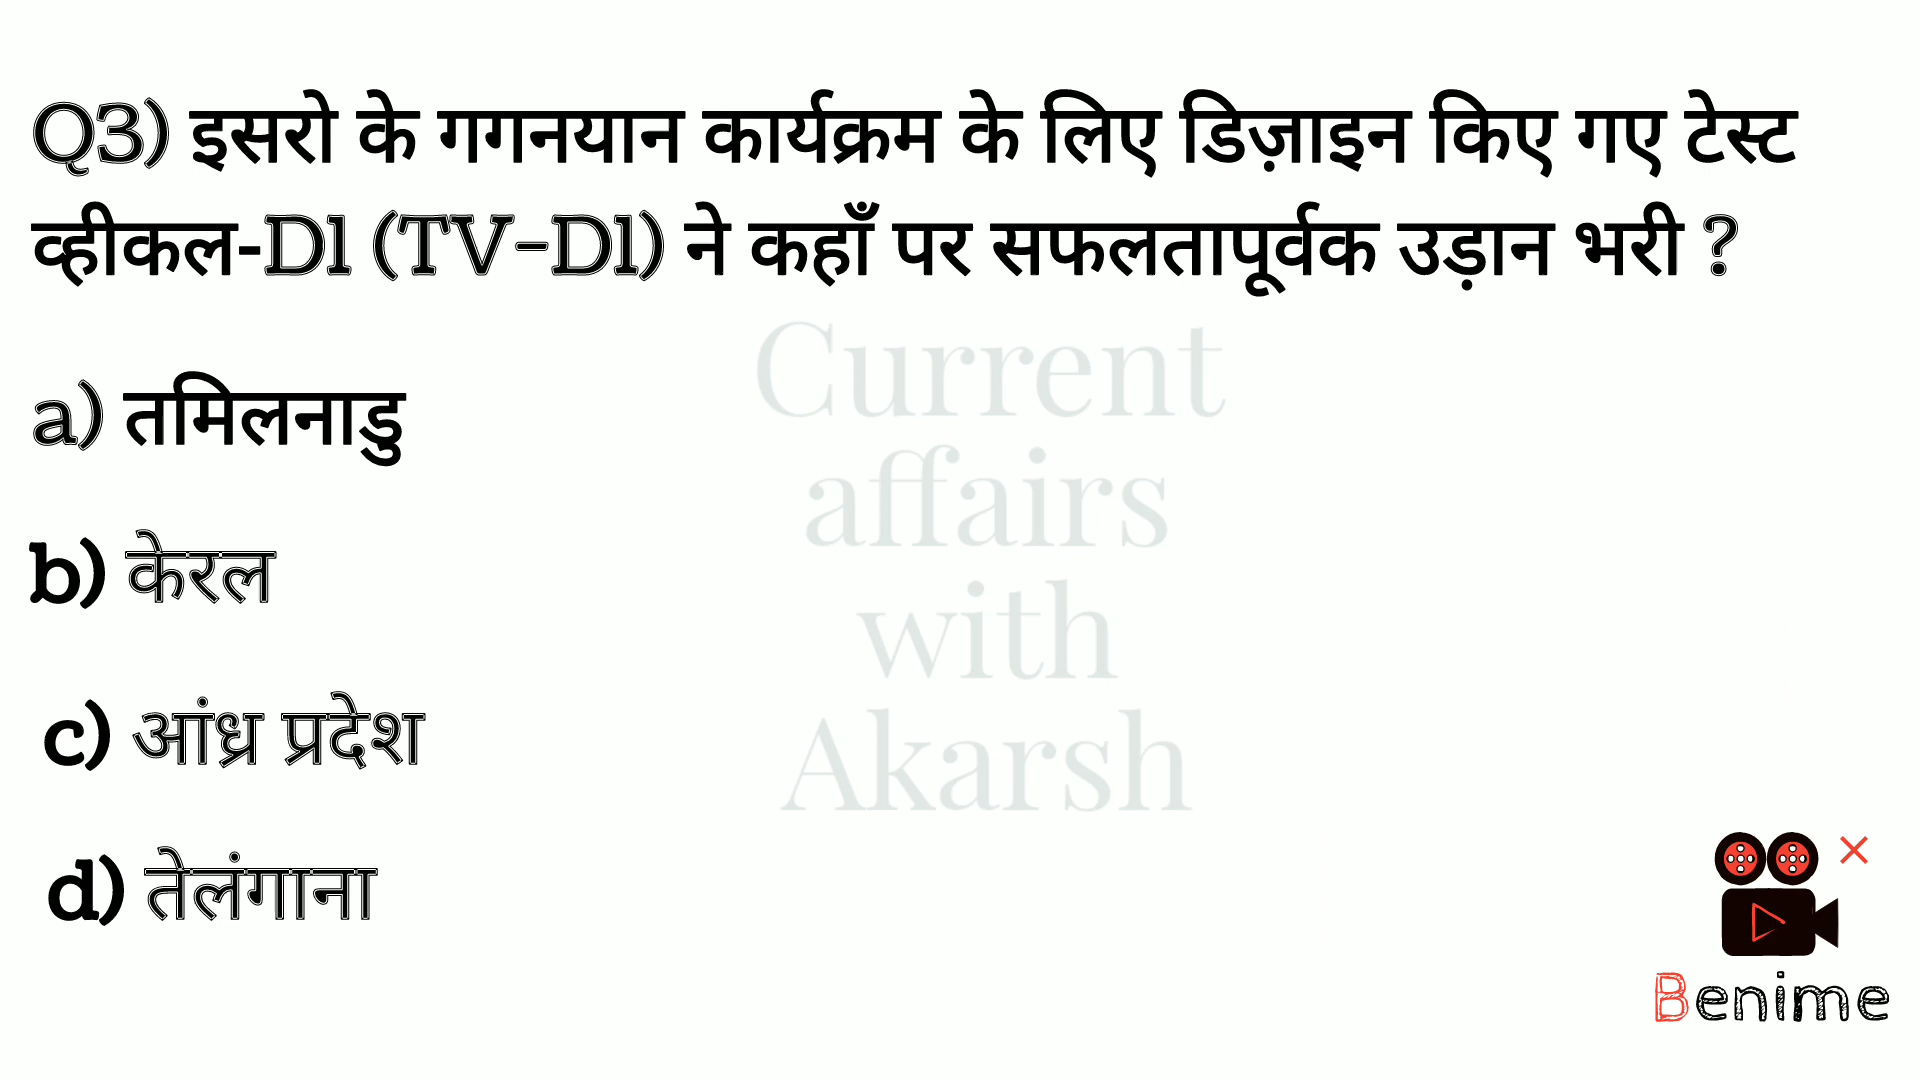 Q3) इसरो के गगनयान कार्यक्रम के लिए डिज़ाइन किए गए टेस्ट
व्हीकल-D1 (TV-D1) ने कहाँ पर सफलतापूर्वक उड़ान भरी ?
Current
affairs
with
Akarsh
a) तमिलनाडु
b) केरल
c) आंध्र प्रदेश
d) तेलंगाना
Benime